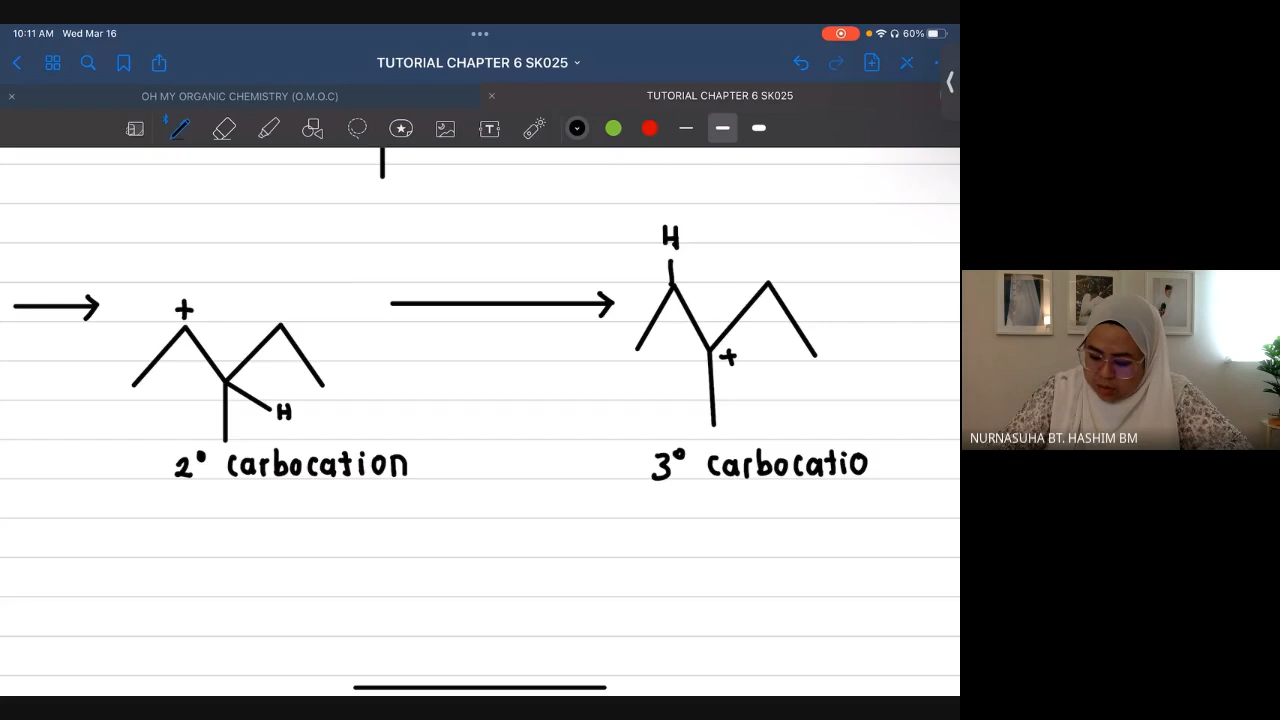 10:11 AM Wed Mar 16
60%
TUTORIAL CHAPTER 6 SK025
OH MY ORGANIC CHEMISTRY (O.M.O.C)
TUTORIAL CHAPTER 6 SK025
T
H
+
+
H
2° carbocation
3° carbocatio
NURNASUHA BT. HASHIM BM